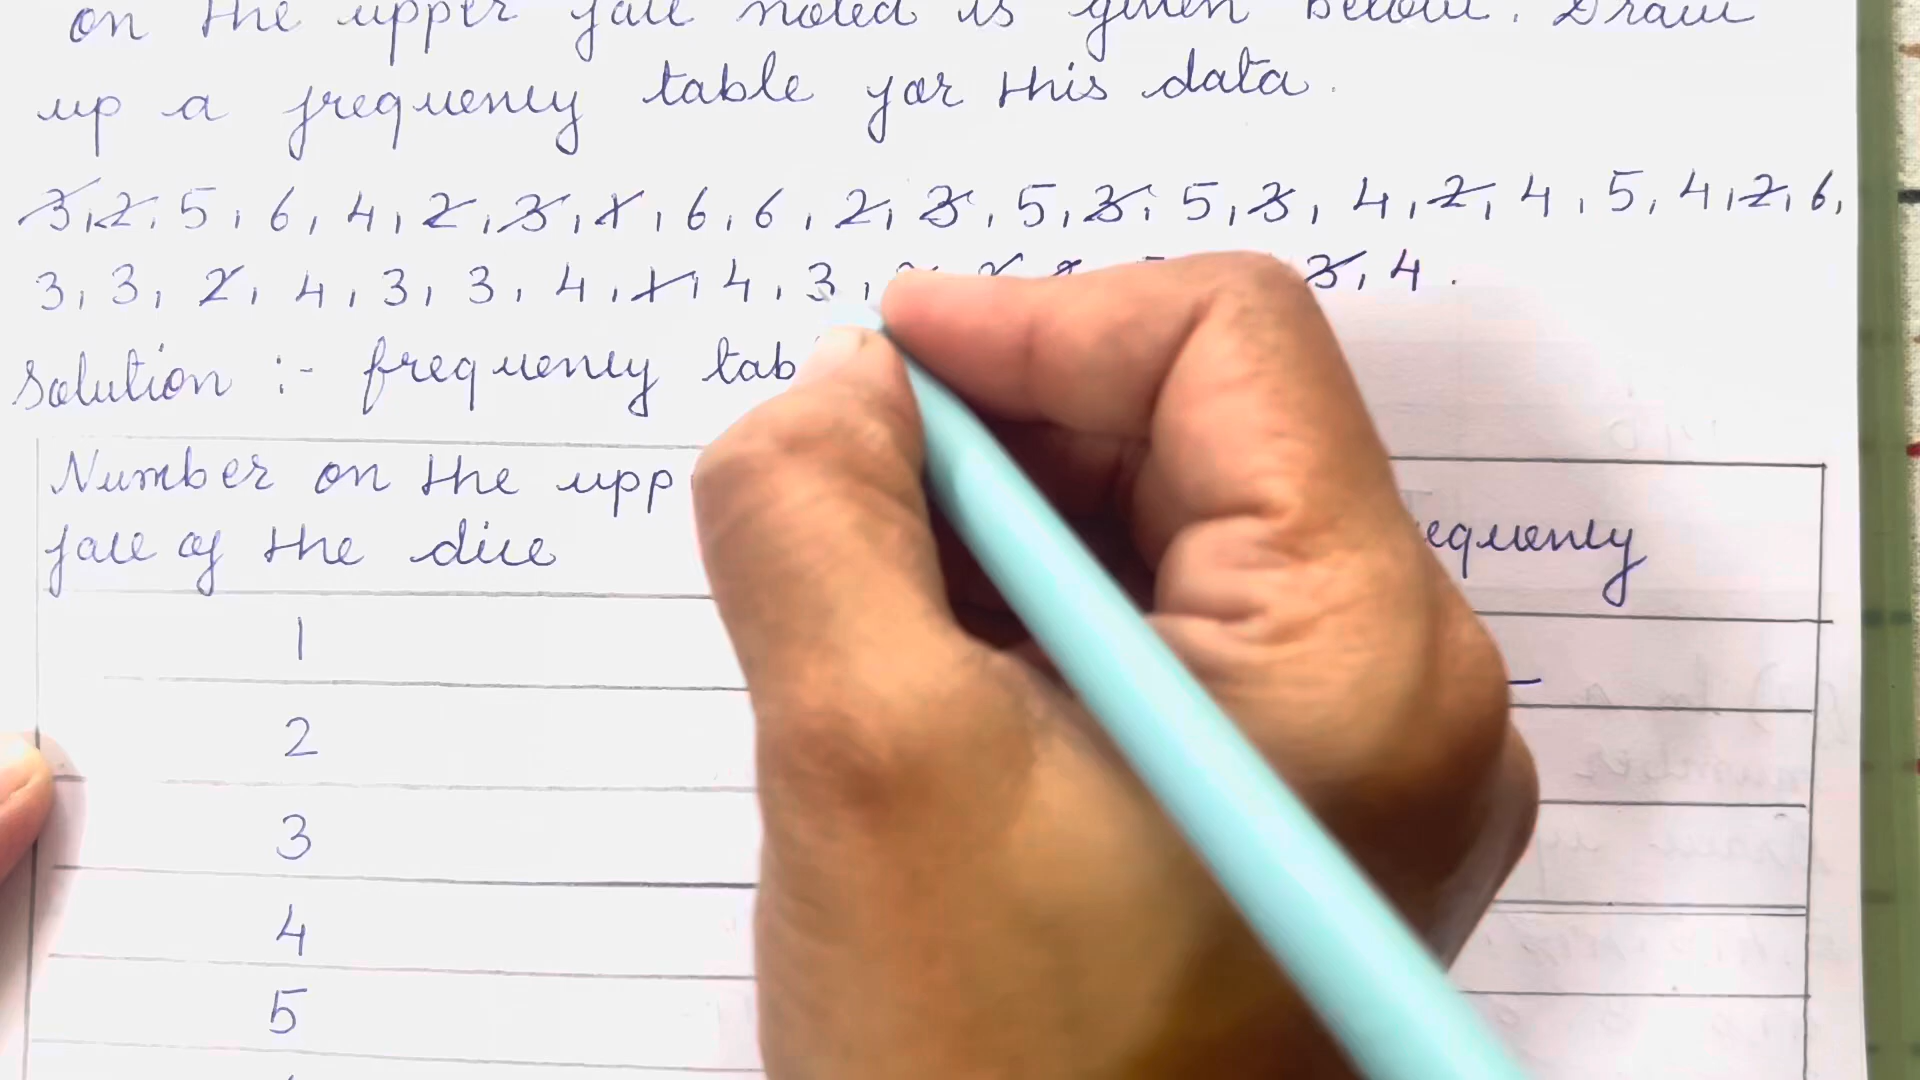 on the upper face noted is given below. Draw
up a frequency table for this data.
3, 2, 5, 6, 4, 2, 3, 1, 6, 6, 2, 3, 5, 3, 5, 3, 4, 2, 4, 5, 4, 2, 6,
3, 3, 2, 4, 3, 3, 4, 1, 4, 3, 3, 4.
Solution :- frequency tab
Number on the upp
face of the dice
equency
1
2
3
4
5